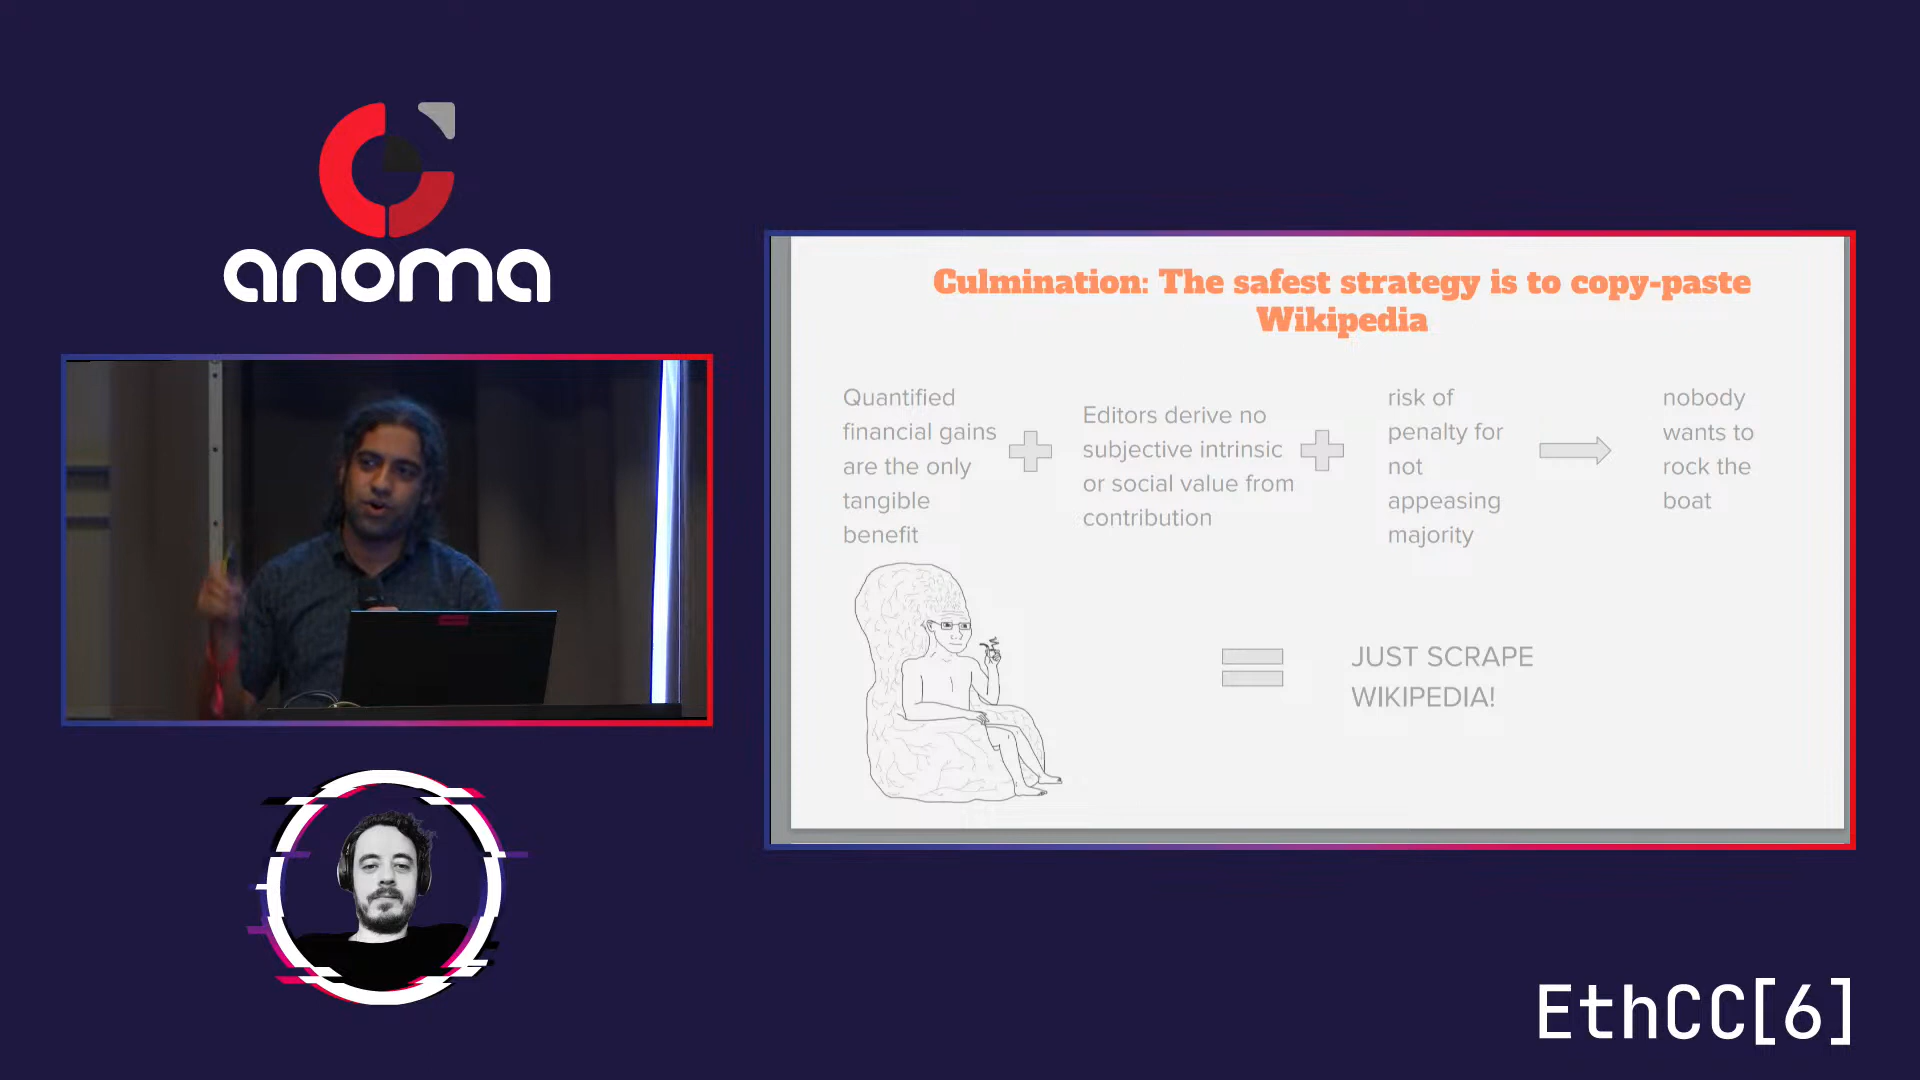 anoma
Culmination: The safest strategy is to copy-paste
Wikipedia
Quantified
financial gains
are the only
tangible
benefit
Editors derive no
subjective intrinsic
or social value from
contribution
risk of
penalty for
not
appeasing
majority
nobody
wants to
rock the
boat
JUST SCRAPE
WIKIPEDIA!
EthCC[6]